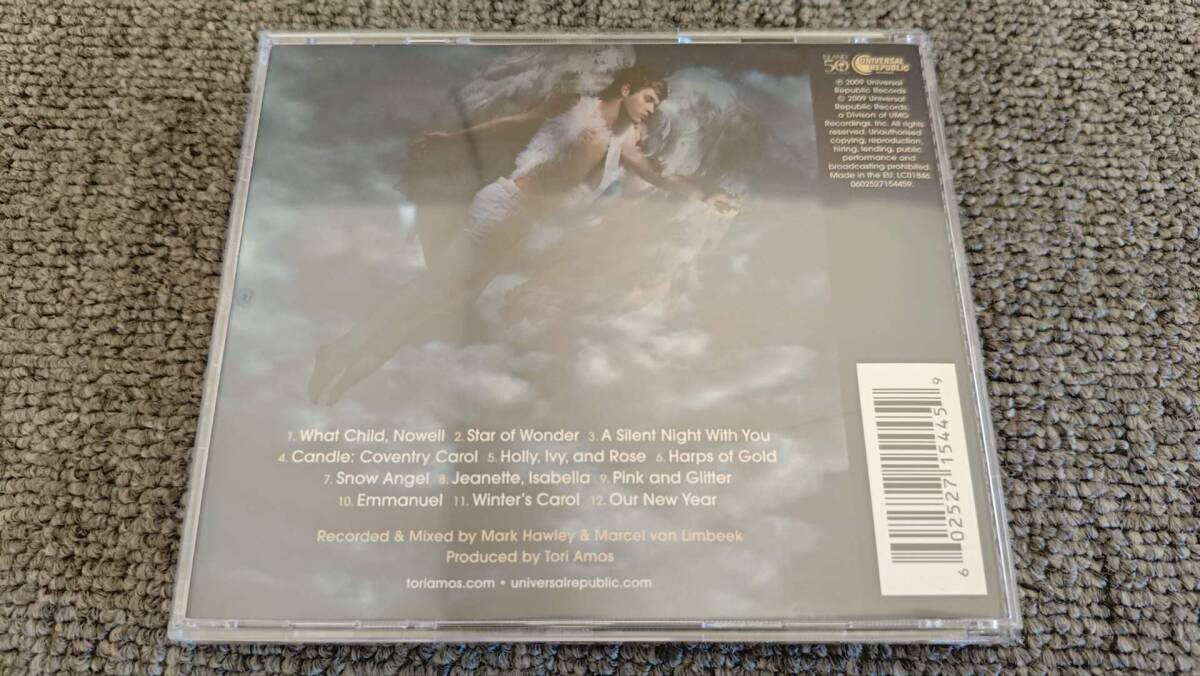 ISLAND
50
UNIVERSAL
REPUBLIC
℗ 2009 Universal
Republic Records
© 2009 Universal
Republic Records,
a Division of UMG
Recordings, Inc. All rights
reserved. Unauthorised
copying, reproduction,
hiring, lending, public
performance and
broadcasting prohibited.
Made in the EU. LC01846.
0602527154459.
1. What Child, Nowell 2. Star of Wonder 3. A Silent Night With You
4. Candle: Coventry Carol 5. Holly, Ivy, and Rose 6. Harps of Gold
7. Snow Angel 8. Jeanette, Isabella 9. Pink and Glitter
10. Emmanuel 11. Winter's Carol 12. Our New Year
Recorded & Mixed by Mark Hawley & Marcel van Limbeek
Produced by Tori Amos
toriamos.com • universalrepublic.com
6 02527 15445 9